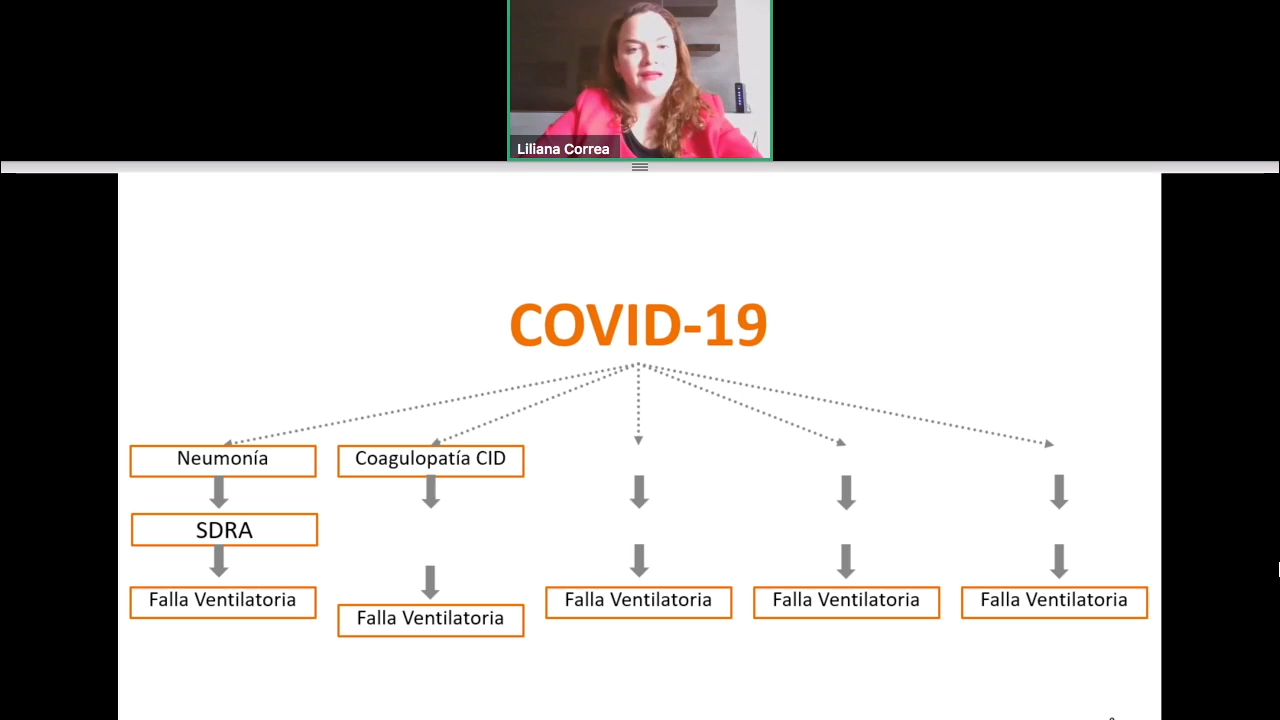 Liliana Correa
COVID-19
Neumonía
Coagulopatía CID
SDRA
Falla Ventilatoria
Falla Ventilatoria
Falla Ventilatoria
Falla Ventilatoria
Falla Ventilatoria